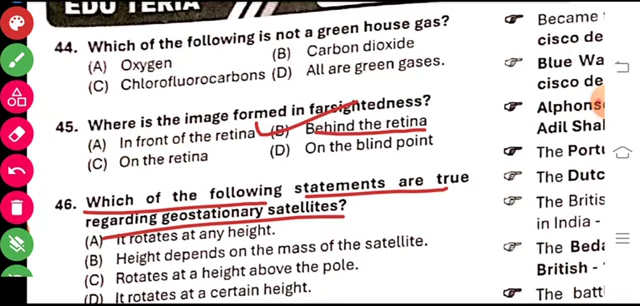 EDU TERIA
44. Which of the following is not a green house gas?
(A) Oxygen (B) Carbon dioxide
(C) Chlorofluorocarbons (D) All are green gases.
45. Where is the image formed in farsightedness?
(A) In front of the retina (B) Behind the retina
(C) On the retina (D) On the blind point
46. Which of the following statements are true
regarding geostationary satellites?
(A) It rotates at any height.
(B) Height depends on the mass of the satellite.
(C) Rotates at a height above the pole.
(D) It rotates at a certain height.
Became
cisco de
Blue Wa
cisco de
Alphons
Adil Shal
The Portu
The Dutc
The Britis
in India -
The Beda
British -
The battl